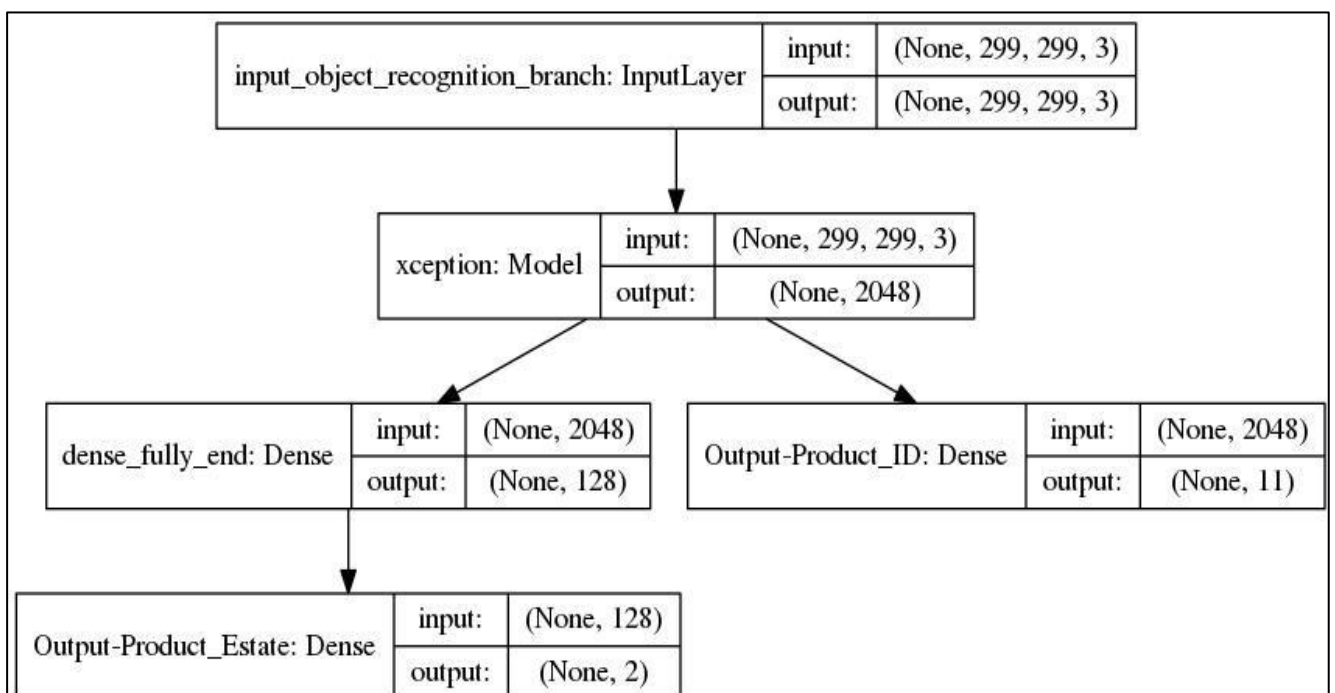 input_object_recognition_branch: InputLayer
input: (None, 299, 299, 3)
output: (None, 299, 299, 3)
xception: Model
input: (None, 299, 299, 3)
output: (None, 2048)
dense_fully_end: Dense
input: (None, 2048)
output: (None, 128)
Output-Product_ID: Dense
input: (None, 2048)
output: (None, 11)
Output-Product_Estate: Dense
input: (None, 128)
output: (None, 2)